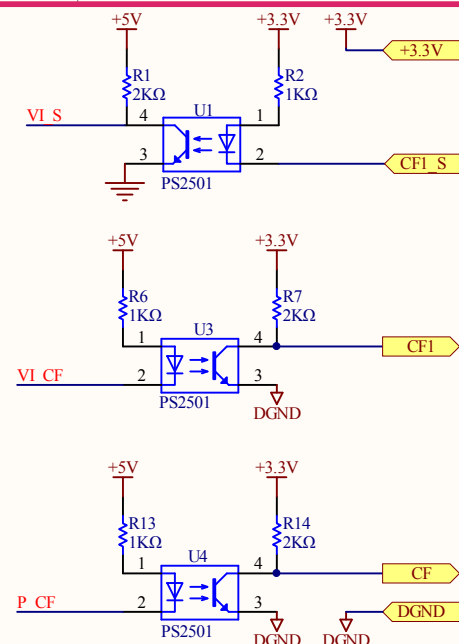 +5V +3.3V +3.3V
+3.3V
R1 R2
2KΩ 1KΩ
VI_S 4 U1 1
3 2 CF1_S
PS2501
+5V +3.3V
R6 R7
1KΩ 2KΩ
1 U3 4 CF1
VI_CF 2 3
PS2501 DGND
+5V +3.3V
R13 R14
1KΩ 2KΩ
1 U4 4 CF
P_CF 2 3 DGND
PS2501 DGND DGND